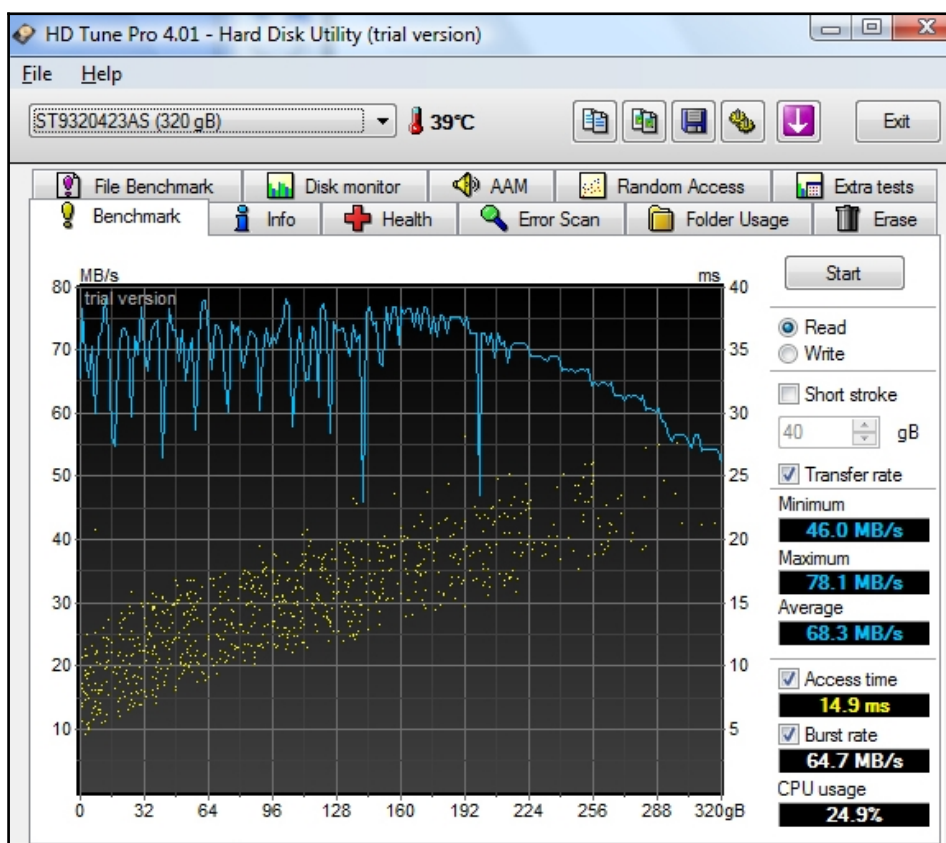 HD Tune Pro 4.01 - Hard Disk Utility (trial version)
File Help
ST9320423AS (320 gB) 39°C Exit
File Benchmark Disk monitor AAM Random Access Extra tests
Benchmark Info Health Error Scan Folder Usage Erase
MB/s ms
trial version
80 40
70 35
60 30
50 25
40 20
30 15
20 10
10 5
0 32 64 96 128 160 192 224 256 288 320gB
Start
Read
Write
Short stroke
40 gB
Transfer rate
Minimum
46.0 MB/s
Maximum
78.1 MB/s
Average
68.3 MB/s
Access time
14.9 ms
Burst rate
64.7 MB/s
CPU usage
24.9%